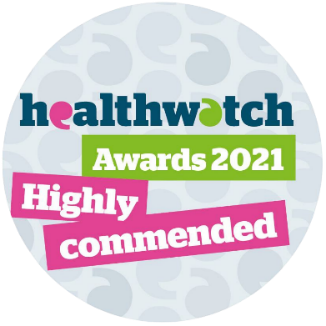 healthwatch
Awards 2021
Highly
commended